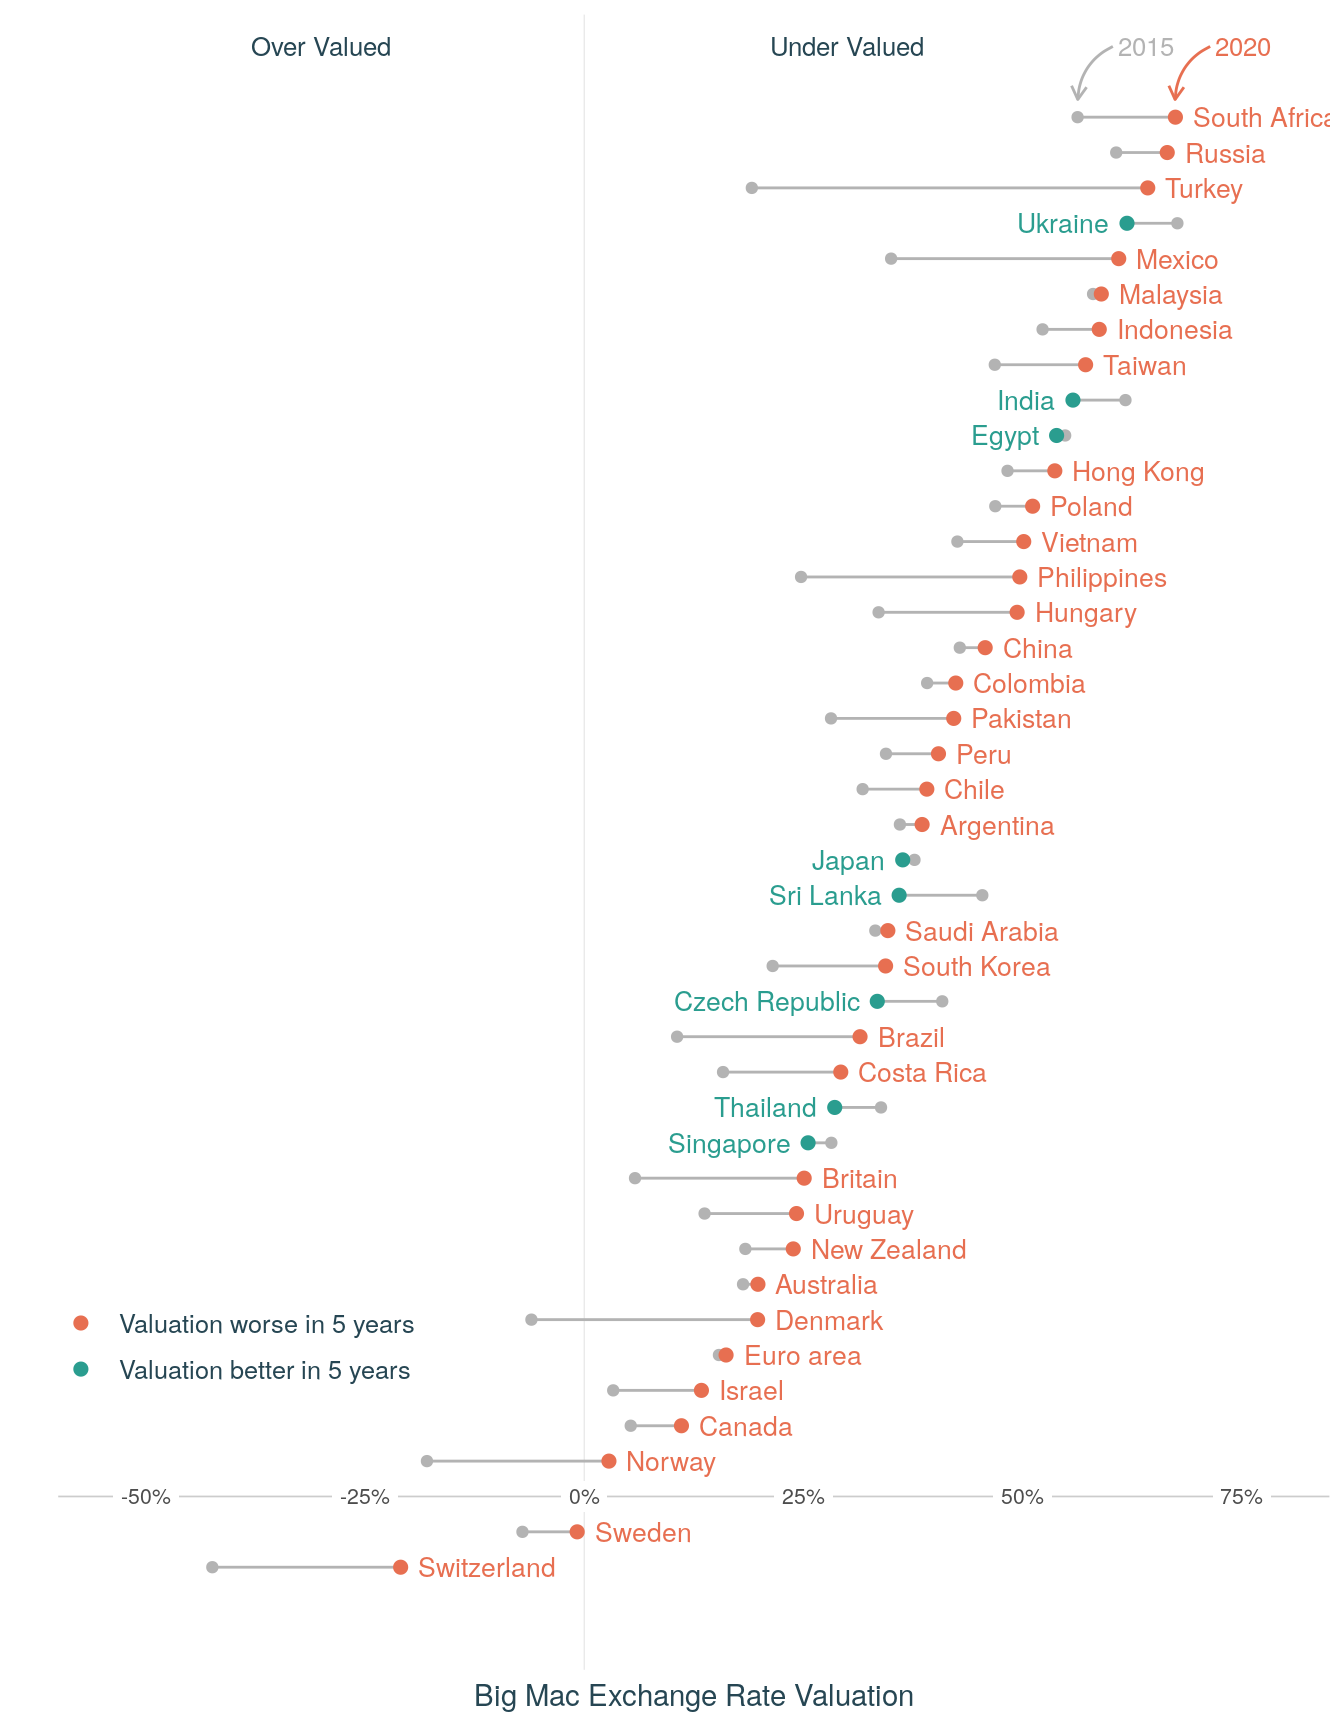 Over Valued
Under Valued
2015
2020
South Africa
Russia
Turkey
Ukraine
Mexico
Malaysia
Indonesia
Taiwan
India
Egypt
Hong Kong
Poland
Vietnam
Philippines
Hungary
China
Colombia
Pakistan
Peru
Chile
Argentina
Japan
Sri Lanka
Saudi Arabia
South Korea
Czech Republic
Brazil
Costa Rica
Thailand
Singapore
Britain
Uruguay
New Zealand
Australia
Valuation worse in 5 years
Denmark
Euro area
Valuation better in 5 years
Israel
Canada
Norway
-50% -25% 0% 25% 50% 75%
Sweden
Switzerland
Big Mac Exchange Rate Valuation